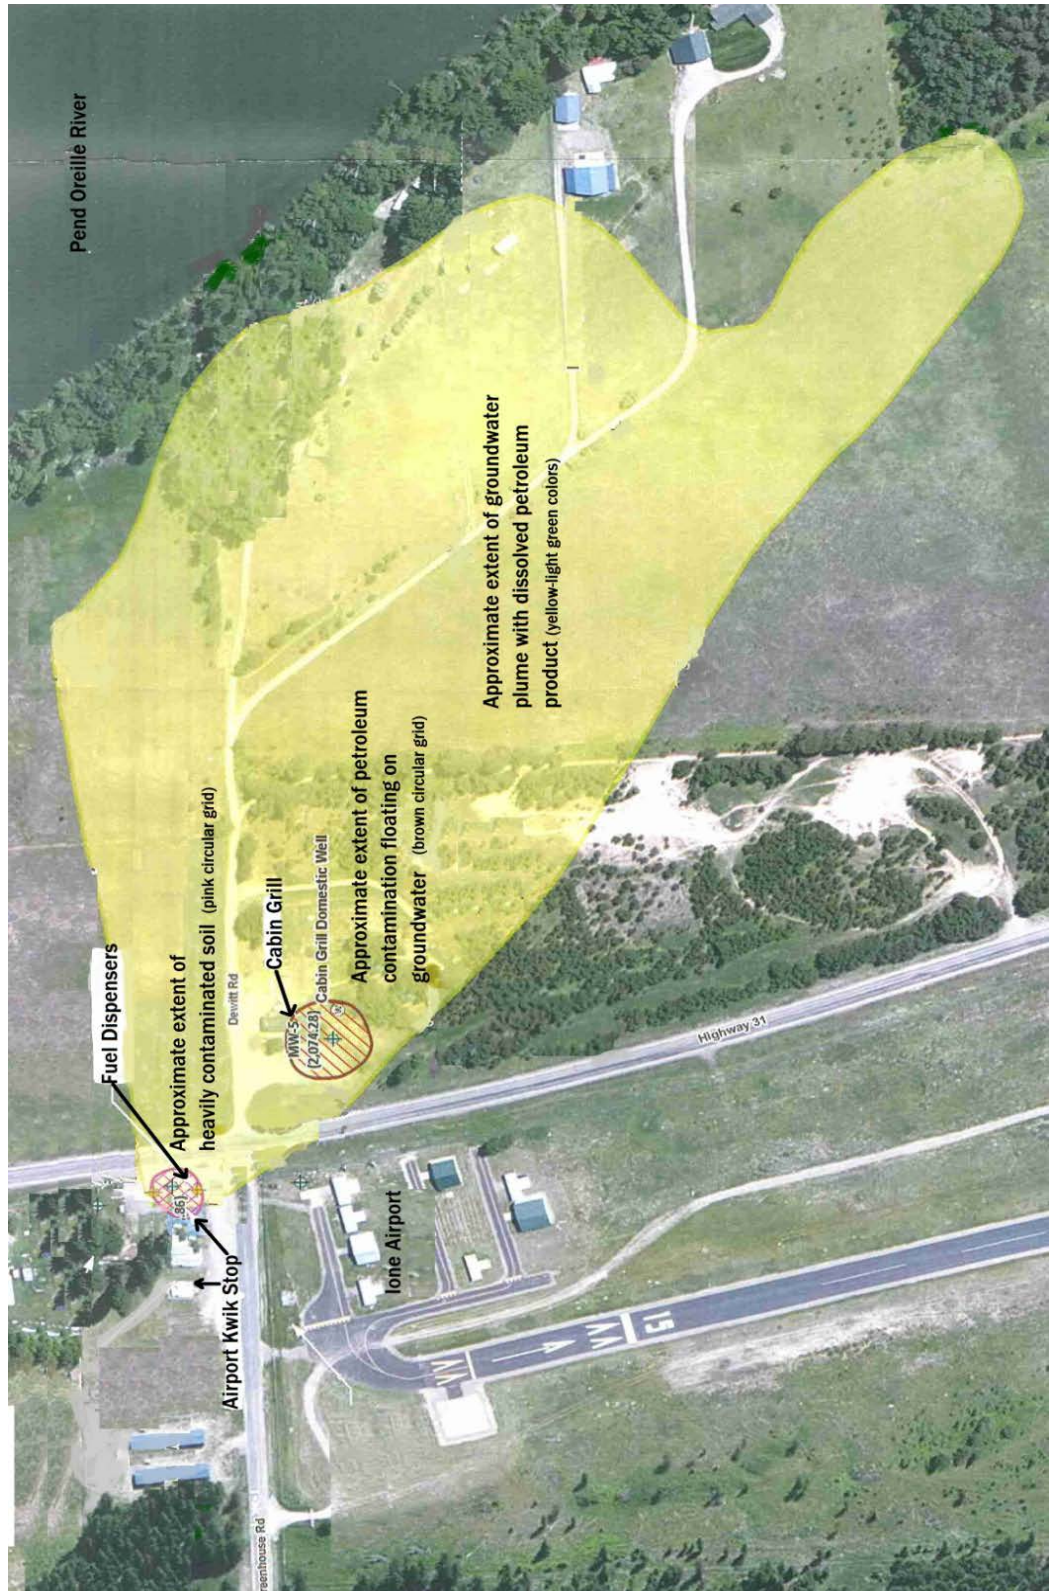 Pend Oreille River
Fuel Dispensers
Approximate extent of
heavily contaminated soil (pink circular grid)
Dewitt Rd
Cabin Grill
MW-5
(2,074.28)
Cabin Grill Domestic Well
Approximate extent of petroleum
contamination floating on
groundwater (brown circular grid)
Approximate extent of groundwater
plume with dissolved petroleum
product (yellow-light green colors)
.86)
Airport Kwik Stop
Ione Airport
Highway 31
15
reenhouse Rd